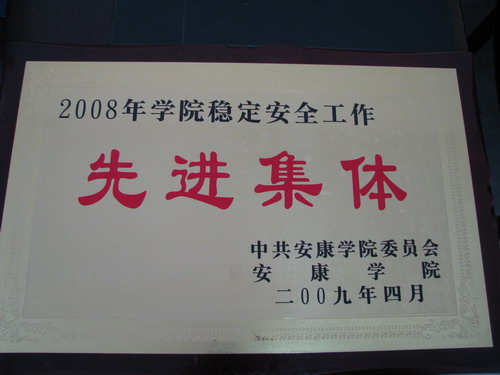 2008年学院稳定安全工作
先进集体
中共安康学院委员会
安康学院
二00九年四月